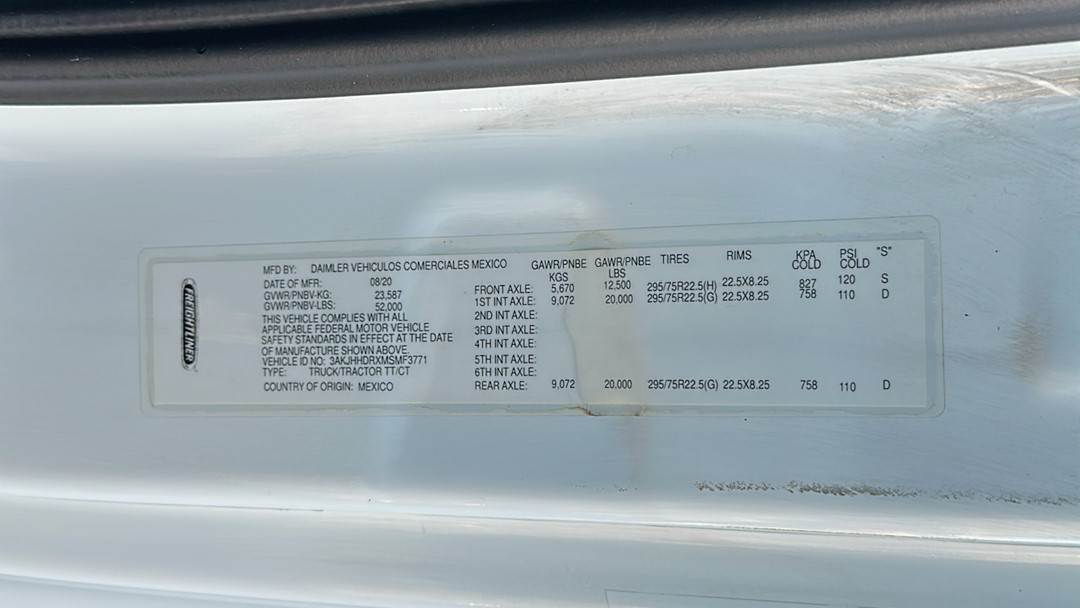 FREIGHTLINER
MFD BY: DAIMLER VEHICULOS COMERCIALES MEXICO
DATE OF MFR: 08/20
GVWR/PNBV-KG: 23,587
GVWR/PNBV-LBS: 52,000
THIS VEHICLE COMPLIES WITH ALL
APPLICABLE FEDERAL MOTOR VEHICLE
SAFETY STANDARDS IN EFFECT AT THE DATE
OF MANUFACTURE SHOWN ABOVE.
VEHICLE ID NO: 3AKJHHDRXMSMF3771
TYPE: TRUCK/TRACTOR TT/CT
COUNTRY OF ORIGIN: MEXICO
GAWR/PNBE KGS GAWR/PNBE LBS TIRES RIMS KPA COLD PSI COLD "S"
FRONT AXLE: 5,670 12,500 295/75R22.5(H) 22.5X8.25 827 120 S
1ST INT AXLE: 9,072 20,000 295/75R22.5(G) 22.5X8.25 758 110 D
2ND INT AXLE:
3RD INT AXLE:
4TH INT AXLE:
5TH INT AXLE:
6TH INT AXLE:
REAR AXLE: 9,072 20,000 295/75R22.5(G) 22.5X8.25 758 110 D